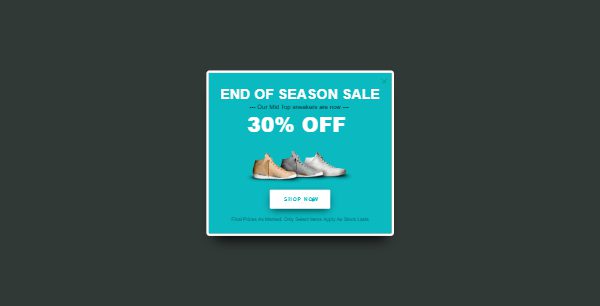 END OF SEASON SALE
--- Our Mid Top sneakers are now ---
30% OFF
SHOP NOW
Final Prices As Marked. Only Select Items Apply. As Stock Lasts